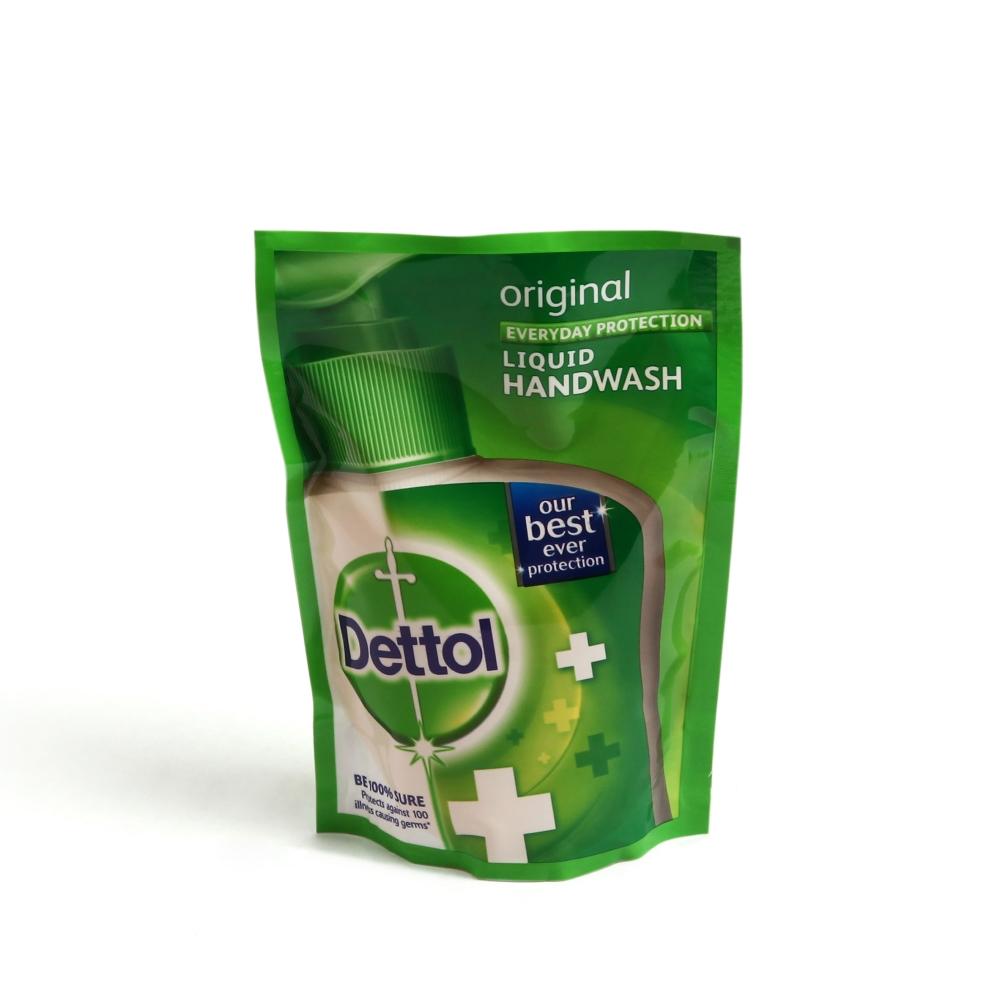 original
EVERYDAY PROTECTION
LIQUID
HANDWASH
our
best
ever
protection
Dettol
BE 100% SURE
Protects against 100
illness causing germs*